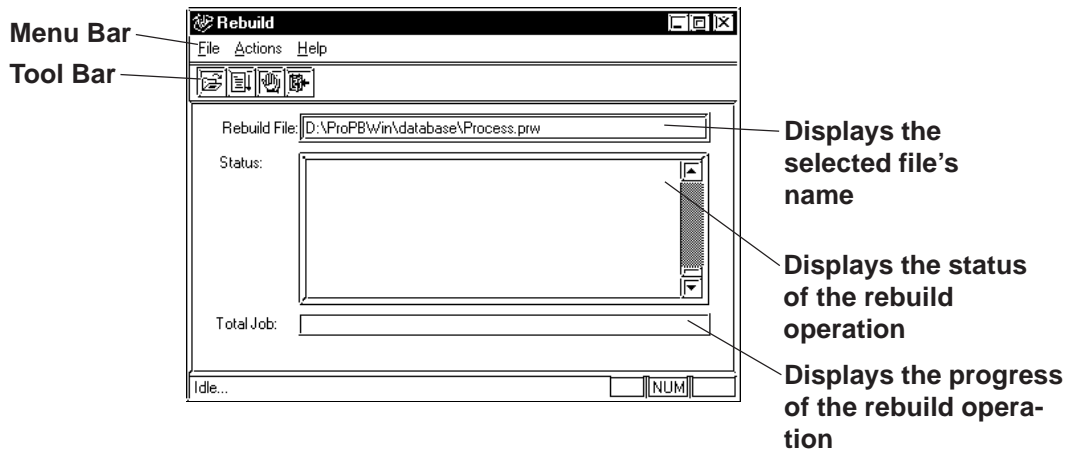 Rebuild
Menu Bar
File Actions Help
Tool Bar
Rebuild File: D:\ProPBWin\database\Process.prw
Displays the
selected file's
name
Status:
Displays the status
of the rebuild
operation
Total Job:
Displays the progress
of the rebuild opera-
tion
Idle...
NUM